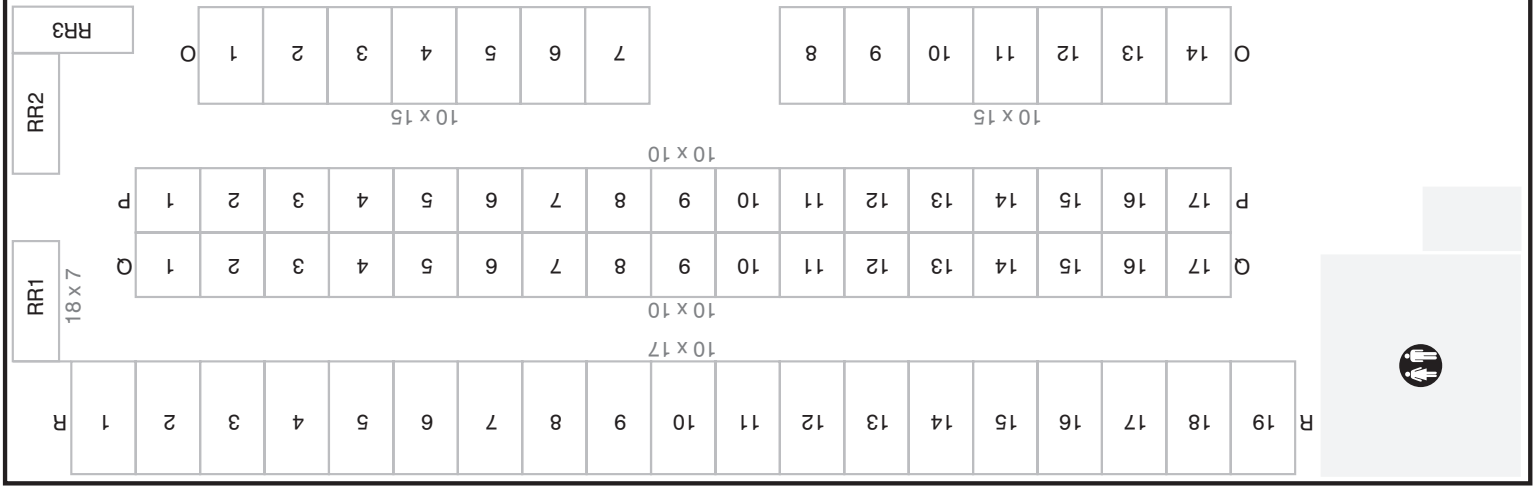 RR3
O 1 2 3 4 5 6 7 8 9 10 11 12 13 14 O
RR2
10 x 15 10 x 15
10 x 10
P 1 2 3 4 5 6 7 8 9 10 11 12 13 14 15 16 17 P
Q 1 2 3 4 5 6 7 8 9 10 11 12 13 14 15 16 17 Q
RR1
18 x 7
10 x 10
10 x 17
R 1 2 3 4 5 6 7 8 9 10 11 12 13 14 15 16 17 18 19 R